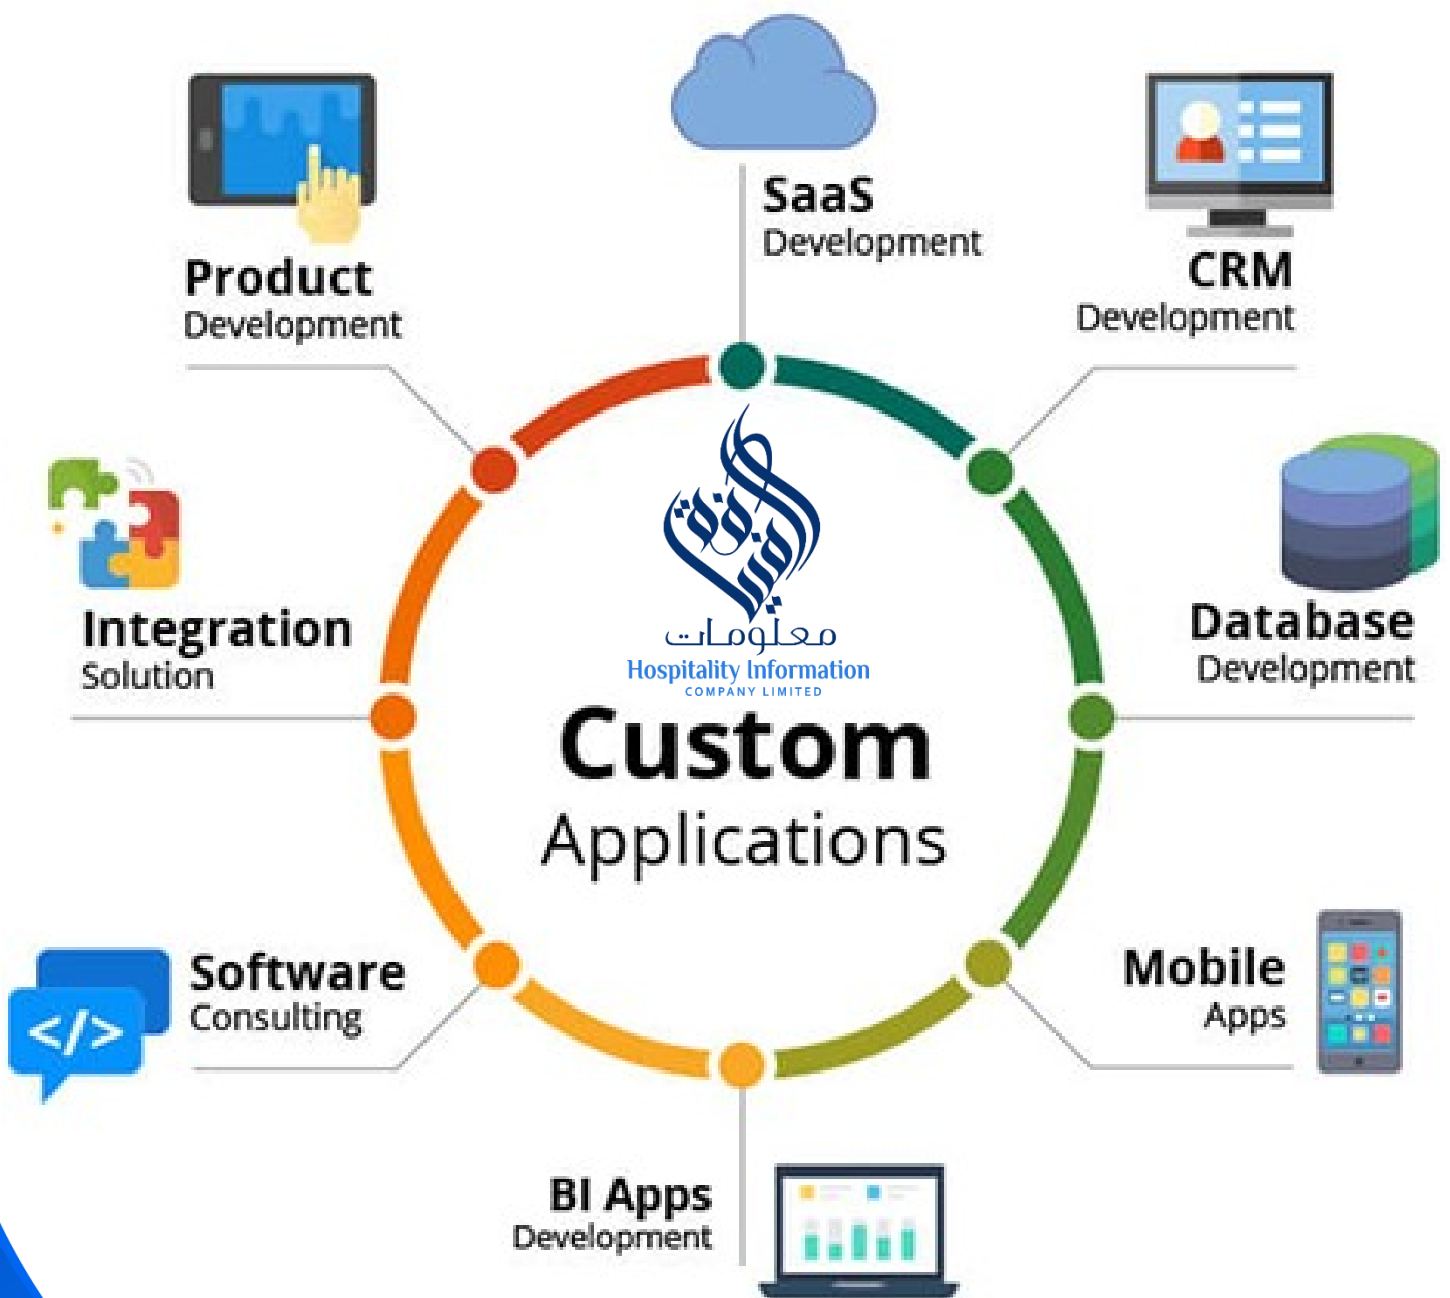 SaaS
Development
CRM
Development
Database
Development
Mobile
Apps
BI Apps
Development
Software
Consulting
</>
Integration
Solution
Product
Development
الضيافة
معلومات
Hospitality Information
COMPANY LIMITED
Custom
Applications